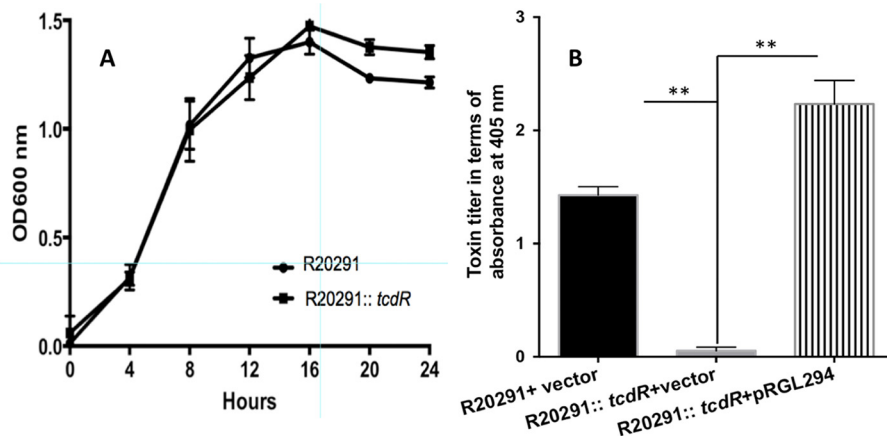 A
OD600 nm
1.5
1.0
0.5
0.0
R20291
R20291:: tcdR
0 4 8 12 16 20 24
Hours
B
Toxin titer in terms of
absorbance at 405 nm
3
2
1
0
**
**
R20291+ vector
R20291:: tcdR+vector
R20291:: tcdR+pRGL294